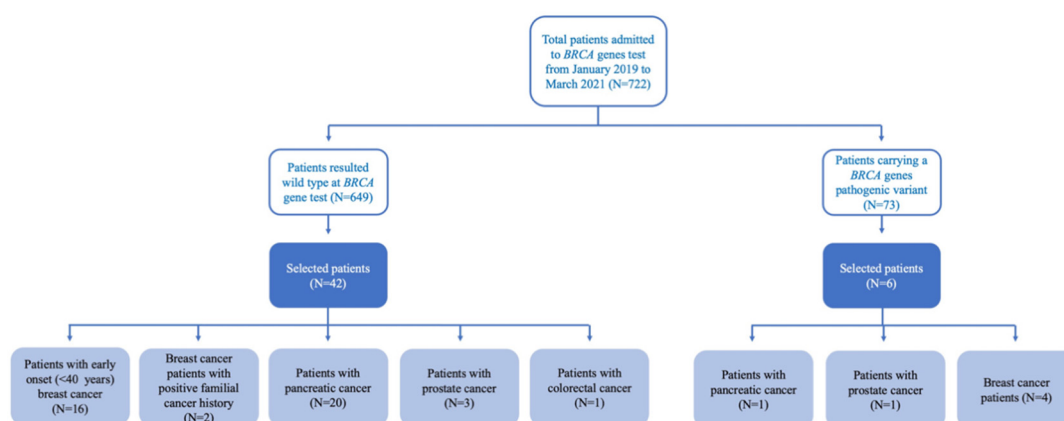 Total patients admitted
to BRCA genes test
from January 2019 to
March 2021 (N=722)
Patients resulted
wild type at BRCA
gene test (N=649)
Patients carrying a
BRCA genes
pathogenic variant
(N=73)
Selected patients
(N=42)
Selected patients
(N=6)
Patients with early
onset (<40 years)
breast cancer
(N=16)
Breast cancer
patients with
positive familial
cancer history
(N=2)
Patients with
pancreatic cancer
(N=20)
Patients with
prostate cancer
(N=3)
Patients with
colorectal cancer
(N=1)
Patients with
pancreatic cancer
(N=1)
Patients with
prostate cancer
(N=1)
Breast cancer
patients (N=4)